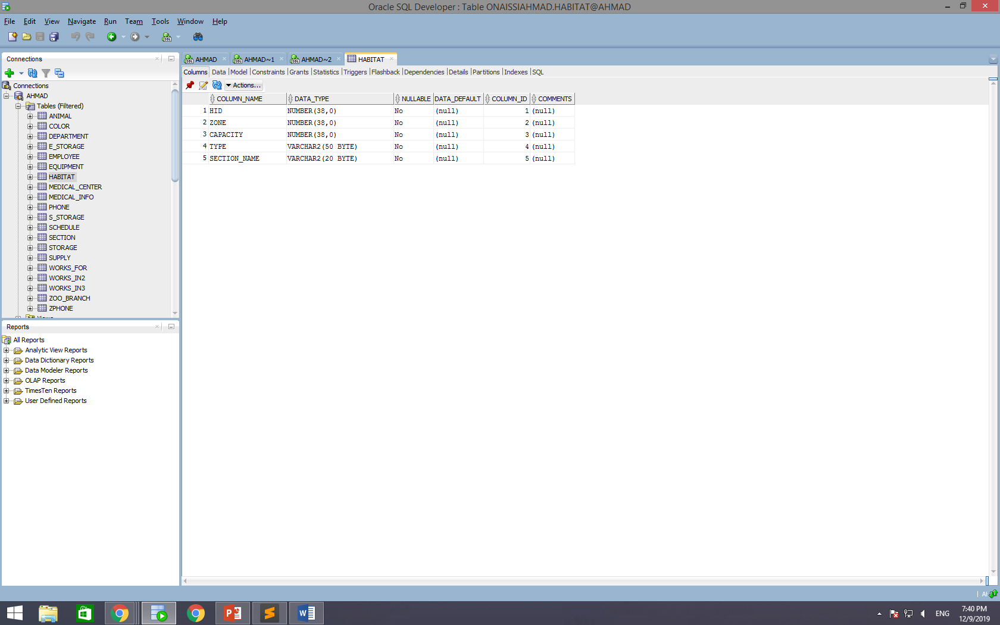 Oracle SQL Developer : Table ONAISSIAHMAD.HABITAT@AHMAD
File Edit View Navigate Run Team Tools Window Help
Connections
Connections
AHMAD
Tables (Filtered)
ANIMAL
COLOR
DEPARTMENT
E_STORAGE
EMPLOYEE
EQUIPMENT
HABITAT
MEDICAL_CENTER
MEDICAL_INFO
PHONE
S_STORAGE
SCHEDULE
SECTION
STORAGE
SUPPLY
WORKS_FOR
WORKS_IN2
WORKS_IN3
ZOO_BRANCH
ZPHONE
Views
Reports
All Reports
Analytic View Reports
Data Dictionary Reports
Data Modeler Reports
OLAP Reports
TimesTen Reports
User Defined Reports
AHMAD AHMAD~1 AHMAD~2 HABITAT
Columns Data Model Constraints Grants Statistics Triggers Flashback Dependencies Details Partitions Indexes SQL
Actions...
COLUMN_NAME DATA_TYPE NULLABLE DATA_DEFAULT COLUMN_ID COMMENTS
1 HID NUMBER(38,0) No (null) 1 (null)
2 ZONE NUMBER(38,0) No (null) 2 (null)
3 CAPACITY NUMBER(38,0) No (null) 3 (null)
4 TYPE VARCHAR2(50 BYTE) No (null) 4 (null)
5 SECTION_NAME VARCHAR2(20 BYTE) No (null) 5 (null)
ENG
7:40 PM
12/9/2019